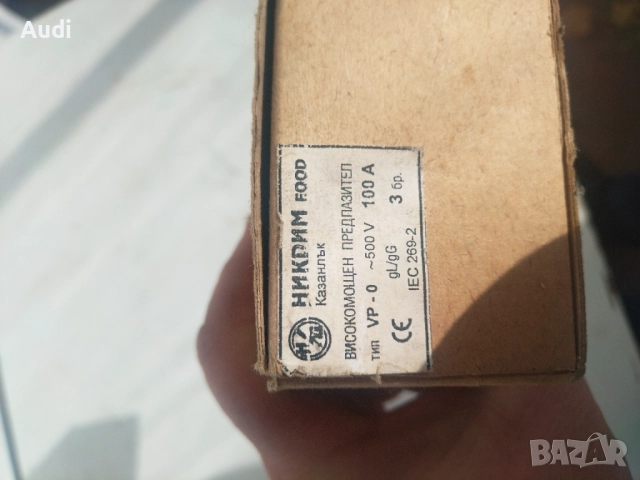 Audi
НИКДИМ EOOD
Казанлък
ВИСОКОМОЩЕН ПРЕДПАЗИТЕЛ
тип VP - 0 ~500 V 100 A
gL/gG 3 бр.
CE IEC 269-2
BAZAR